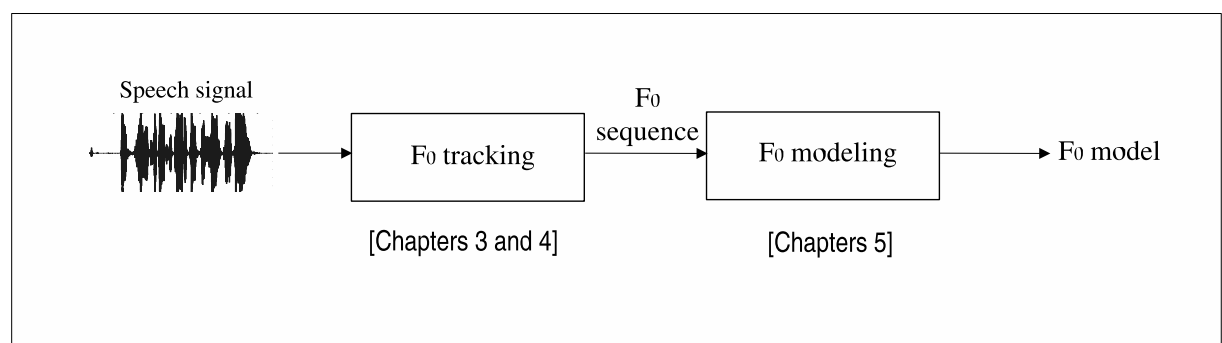 Speech signal
F0 tracking
F0
sequence
F0 modeling
F0 model
[Chapters 3 and 4]
[Chapters 5]